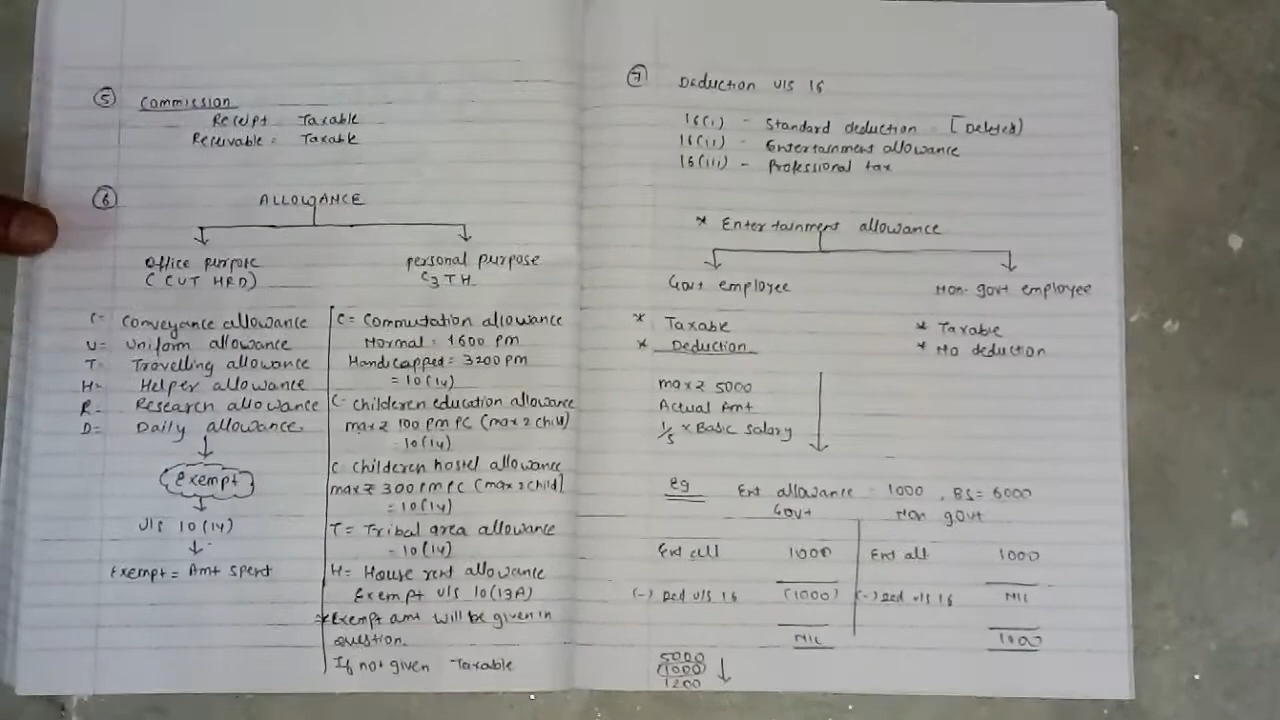 5 Commission
Receipt = Taxable
Receivable = Taxable
6 ALLOWANCE
Office purpose
( CUT HRD)
personal purpose
C3 TH
C= Conveyance allowance
U= Uniform allowance
T= Travelling allowance
H= Helper allowance
R= Research allowance
D= Daily allowance.
Exempt
U/S 10(14)
Exempt = Amt spent
C= Commutation allowance
Normal = 1600 pm
Handicapped = 3200 pm
= 10(14)
C= childeren education allowance
max ₹ 100 pm pc (max 2 child)
= 10(14)
C childeren hostel allowance
max ₹ 300 pm pc (max 2 child)
= 10(14)
T= Tribal area allowance
= 10(14)
H= House rent allowance
Exempt U/S 10(13A)
* Exempt amt will be given in
question.
If not given Taxable
7 Deduction U/S 16
16(i) - Standard deduction = [Deleted)
16(ii) - Entertainment allowance
16(iii) - Professional tax
* Entertainment allowance
Govt employee
* Taxable
* Deduction
max ₹ 5000
Actual Amt
1/5 x Basic Salary
Non-govt employee
* Taxable
* No deduction
eg Ent allowance = 1000, BS = 6000
Govt Non govt
Ent all 1000 Ent all 1000
(-) Ded U/S 16 (1000) (-) Ded U/S 16 NIL
NIL 1000
5000
(1000)
1200